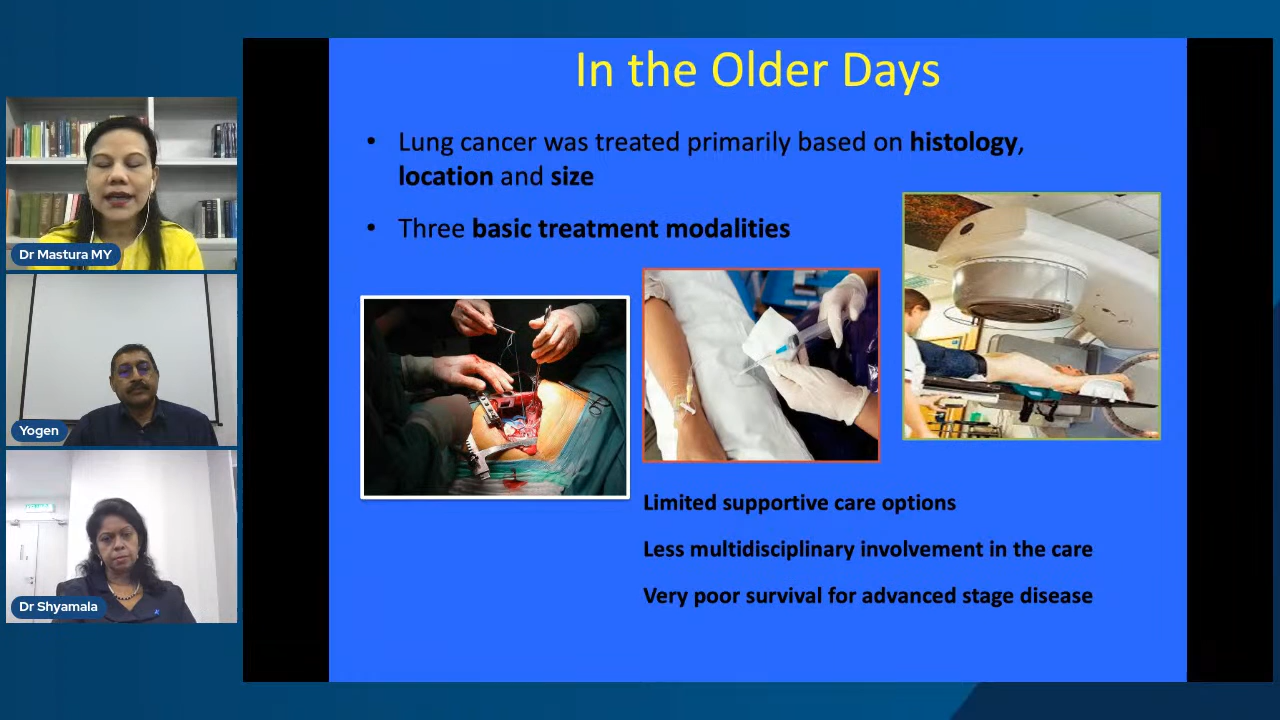 In the Older Days
• Lung cancer was treated primarily based on histology,
location and size
• Three basic treatment modalities
Limited supportive care options
Less multidisciplinary involvement in the care
Very poor survival for advanced stage disease
Dr Mastura MY
Yogen
Dr Shyamala